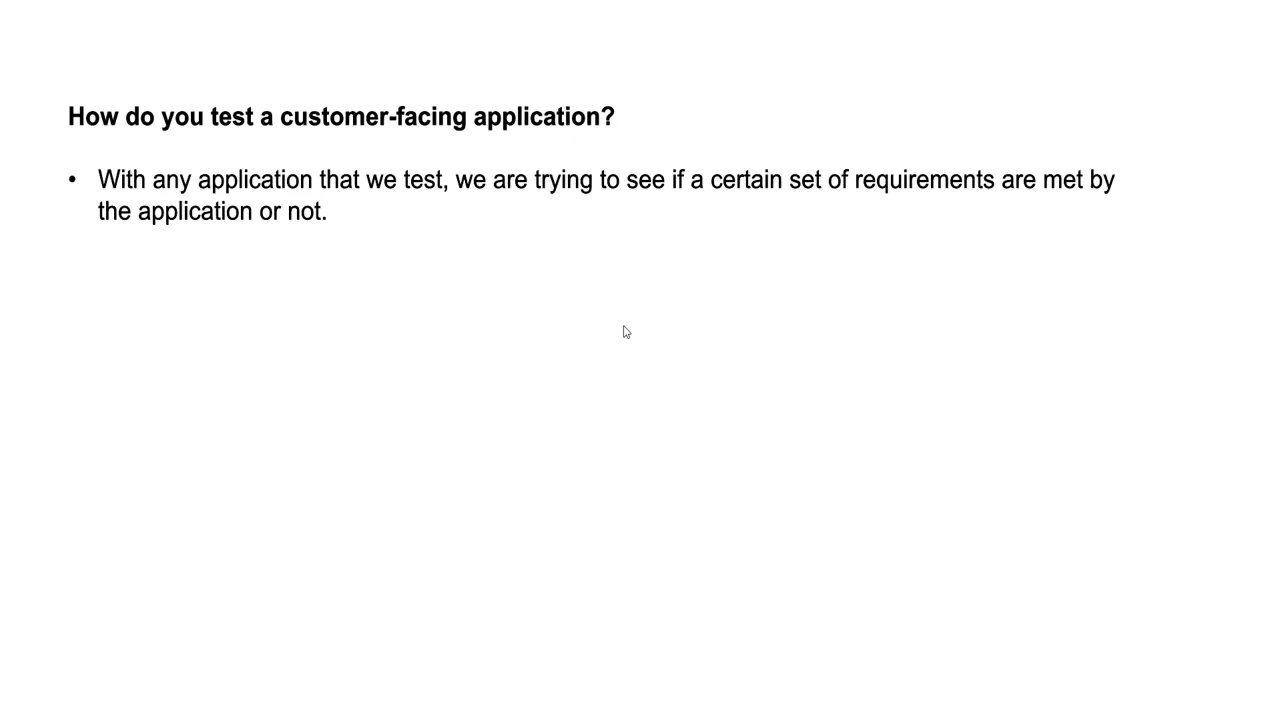 How do you test a customer-facing application?
• With any application that we test, we are trying to see if a certain set of requirements are met by
the application or not.